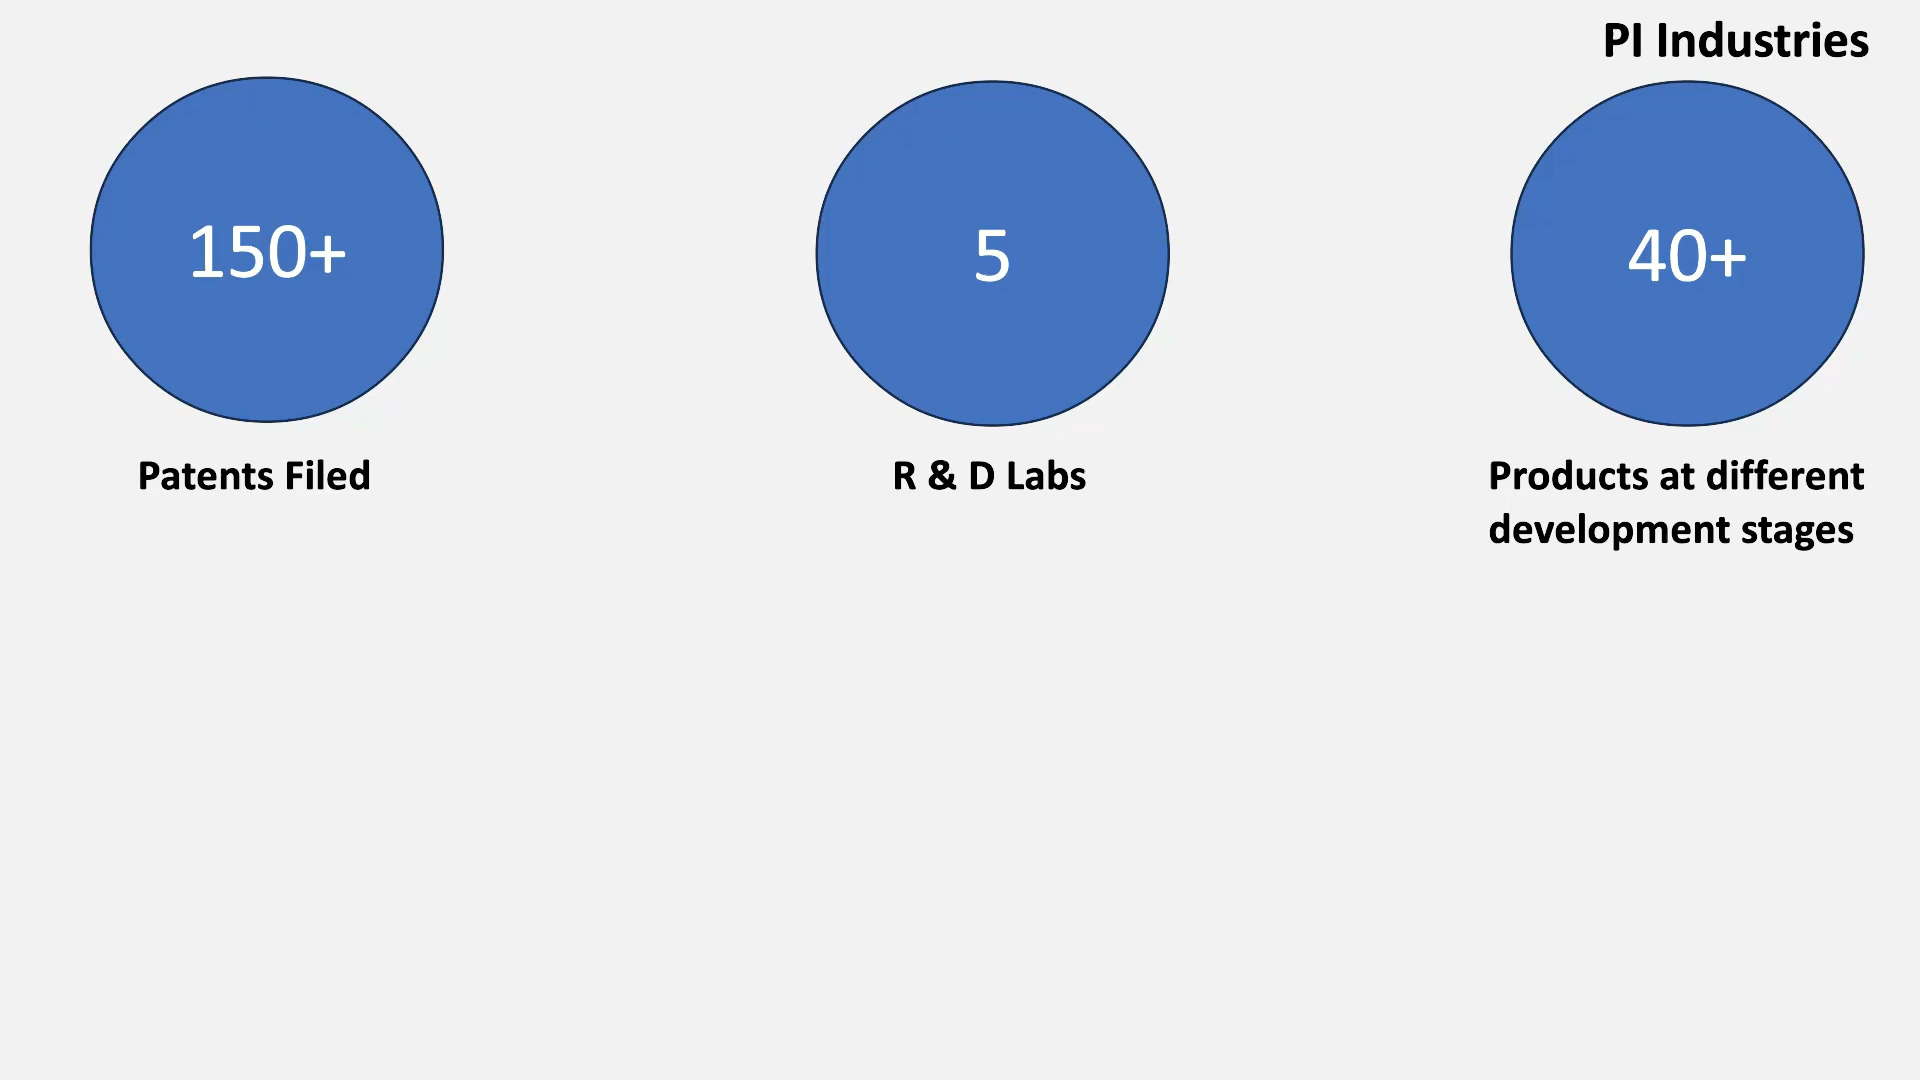 PI Industries
150+
5
40+
Patents Filed
R & D Labs
Products at different
development stages